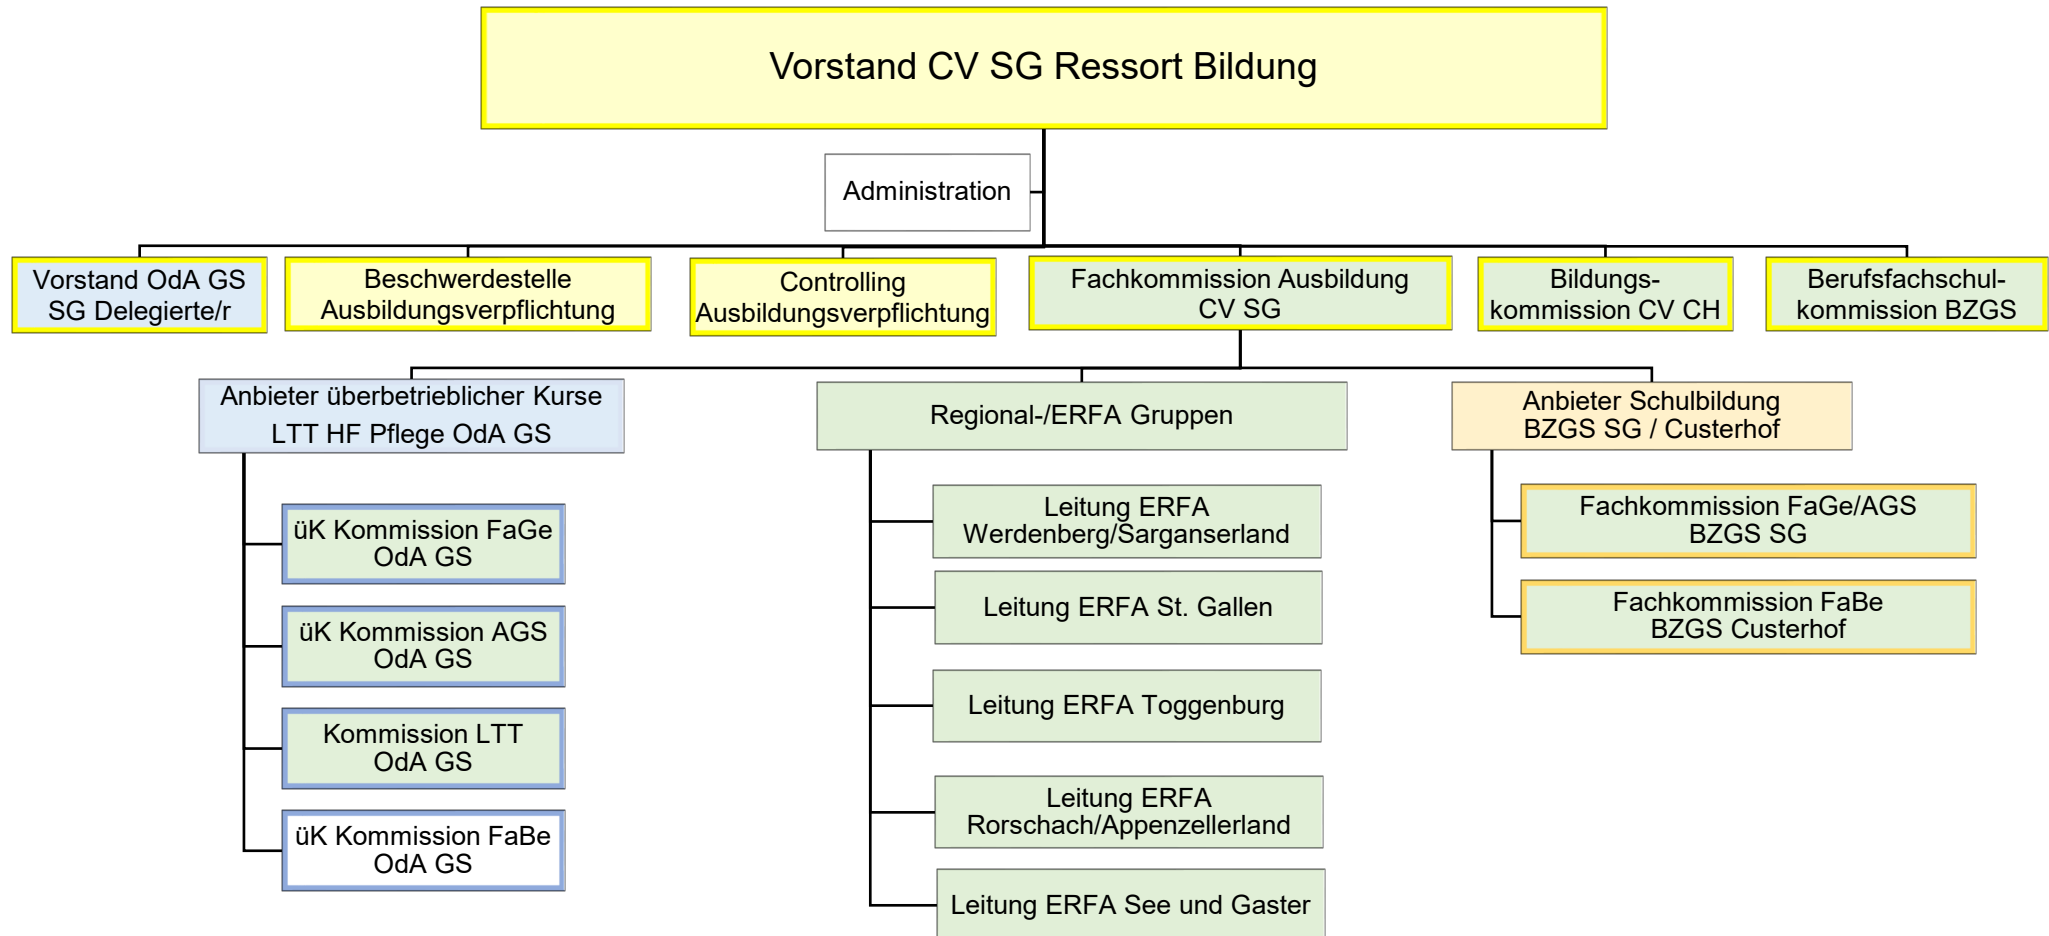 Vorstand CV SG Ressort Bildung
Administration
Vorstand OdA GS
SG Delegierte/r
Beschwerdestelle
Ausbildungsverpflichtung
Controlling
Ausbildungsverpflichtung
Fachkommission Ausbildung
CV SG
Bildungs-
kommission CV CH
Berufsfachschul-
kommission BZGS
Anbieter überbetrieblicher Kurse
LTT HF Pflege OdA GS
üK Kommission FaGe
OdA GS
üK Kommission AGS
OdA GS
Kommission LTT
OdA GS
üK Kommission FaBe
OdA GS
Regional-/ERFA Gruppen
Leitung ERFA
Werdenberg/Sarganserland
Leitung ERFA St. Gallen
Leitung ERFA Toggenburg
Leitung ERFA
Rorschach/Appenzellerland
Leitung ERFA See und Gaster
Anbieter Schulbildung
BZGS SG / Custerhof
Fachkommission FaGe/AGS
BZGS SG
Fachkommission FaBe
BZGS Custerhof